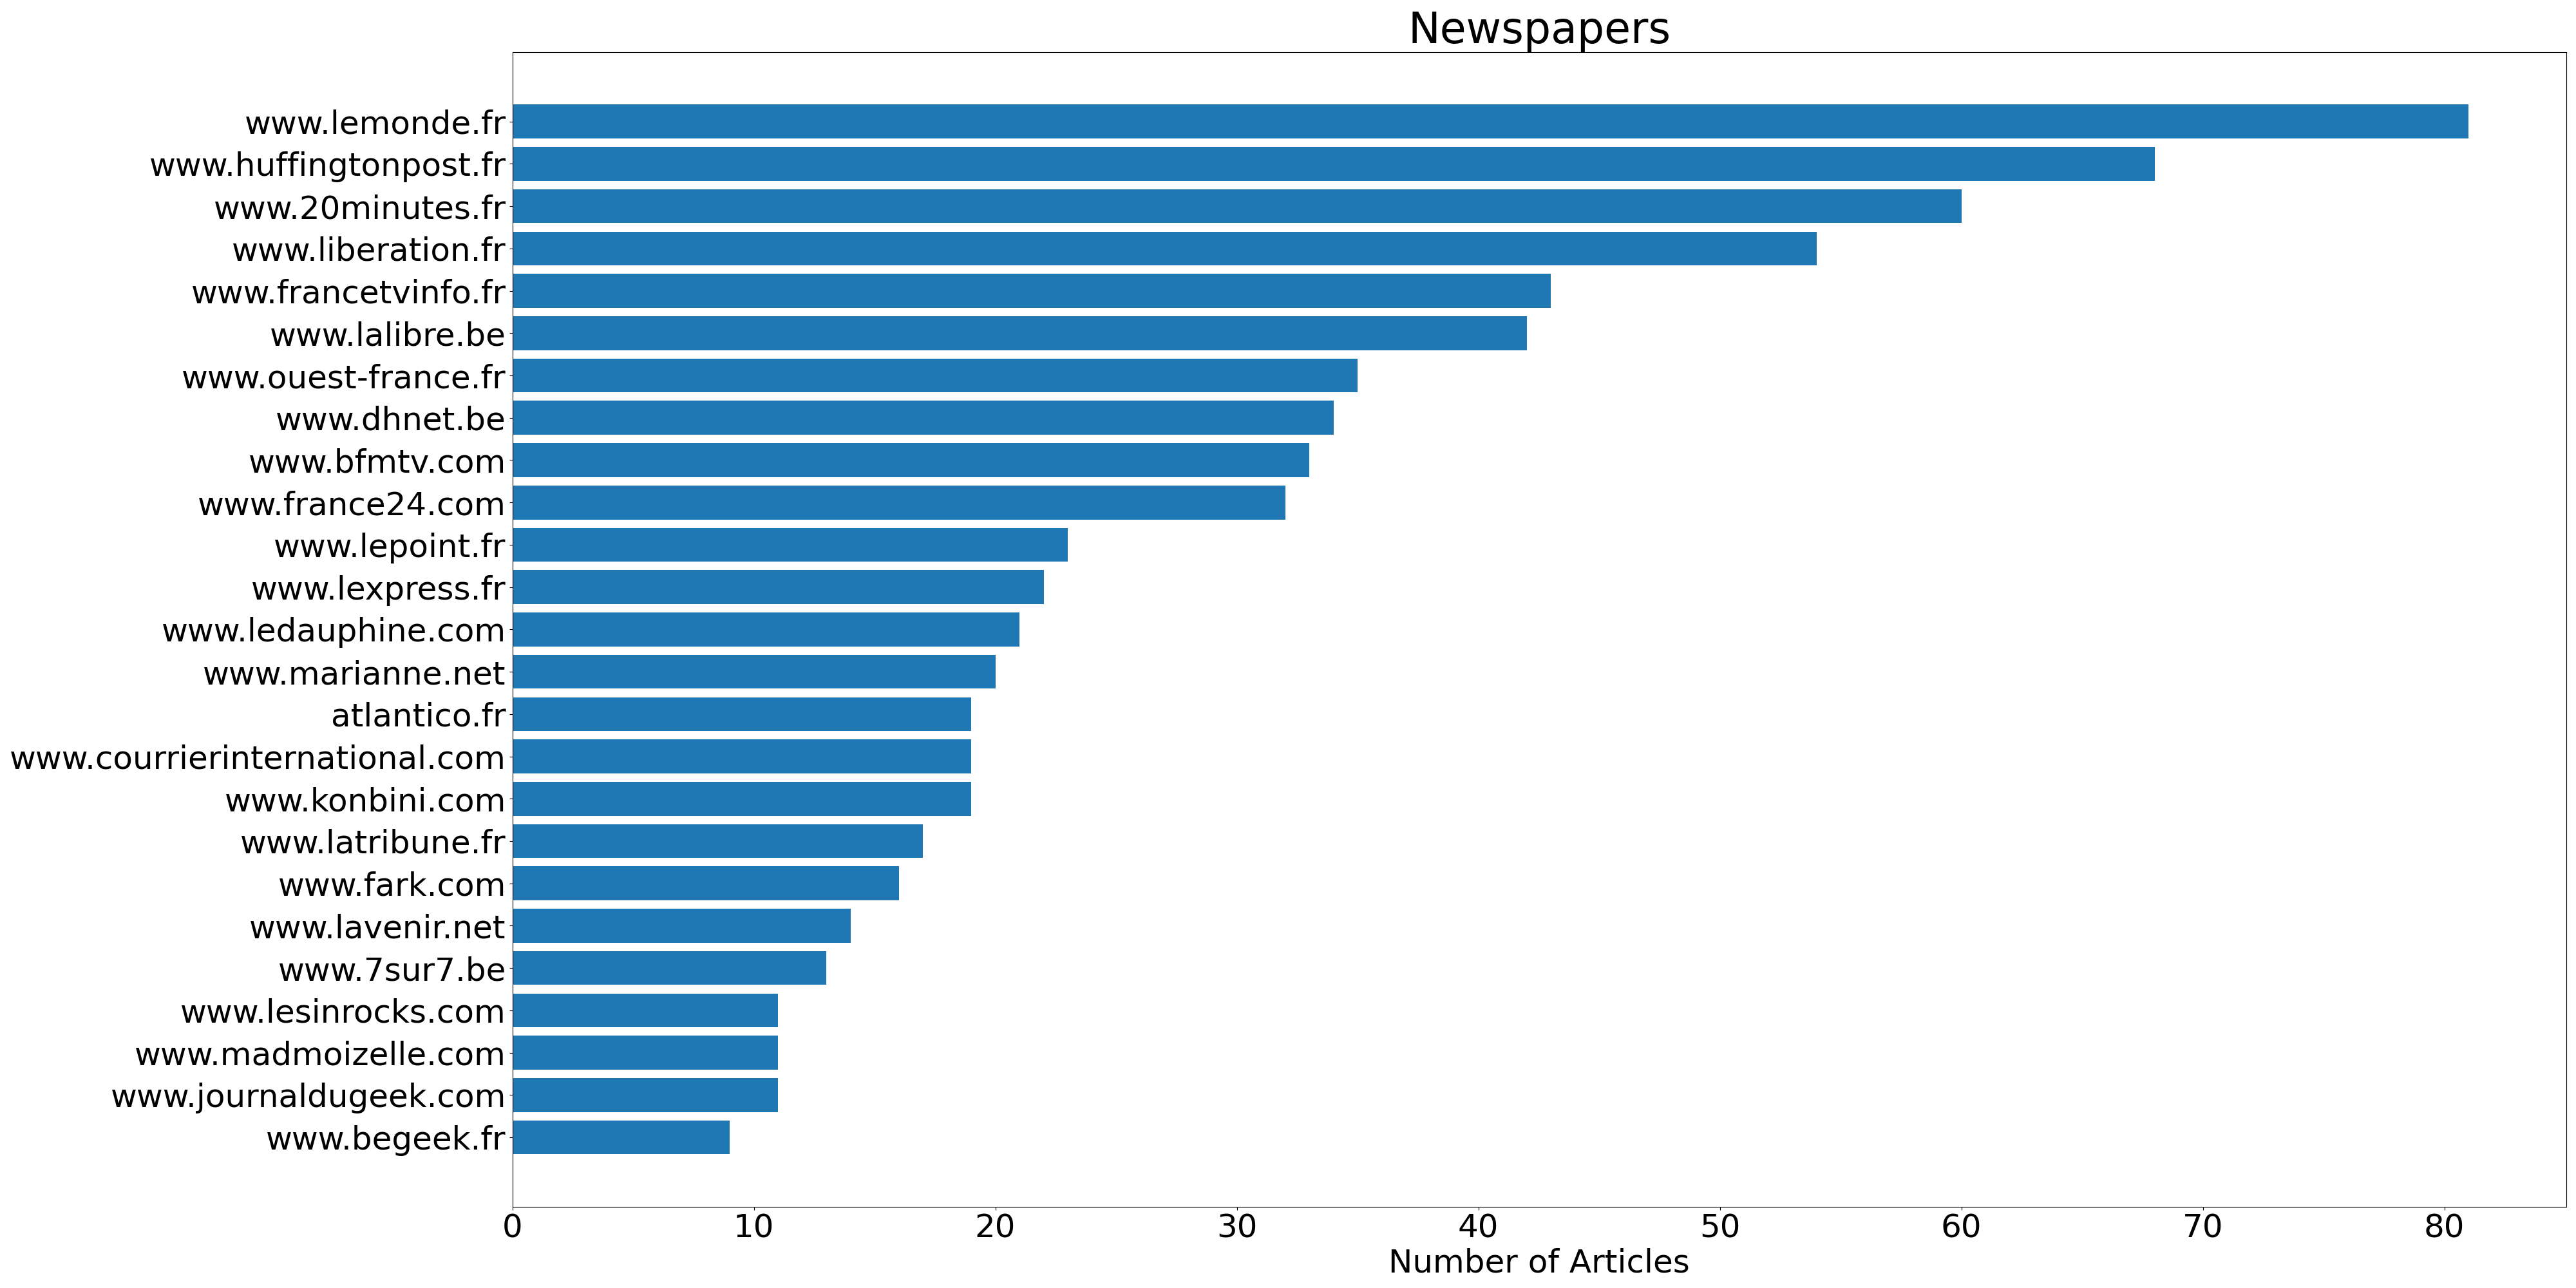 Newspapers
www.lemonde.fr
www.huffingtonpost.fr
www.20minutes.fr
www.liberation.fr
www.francetvinfo.fr
www.lalibre.be
www.ouest-france.fr
www.dhnet.be
www.bfmtv.com
www.france24.com
www.lepoint.fr
www.lexpress.fr
www.ledauphine.com
www.marianne.net
atlantico.fr
www.courrierinternational.com
www.konbini.com
www.latribune.fr
www.fark.com
www.lavenir.net
www.7sur7.be
www.lesinrocks.com
www.madmoizelle.com
www.journaldugeek.com
www.begeek.fr
0 10 20 30 40 50 60 70 80
Number of Articles